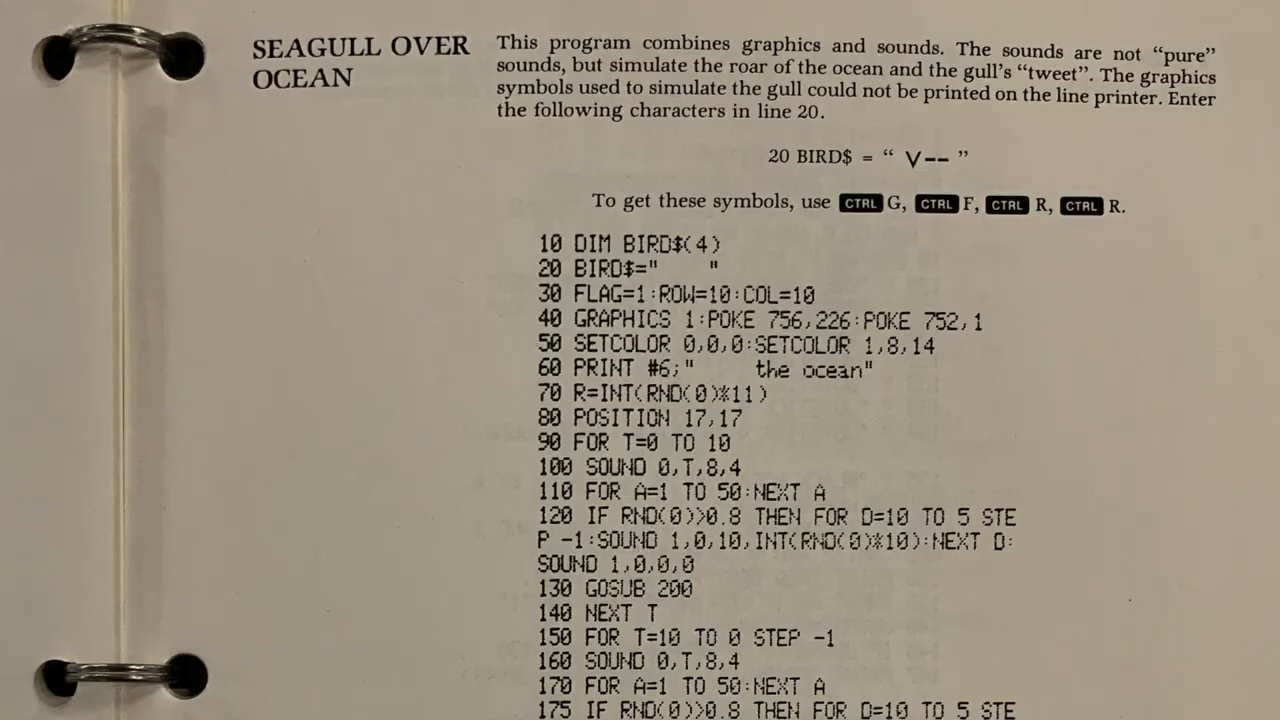 SEAGULL OVER
OCEAN
This program combines graphics and sounds. The sounds are not “pure”
sounds, but simulate the roar of the ocean and the gull’s “tweet”. The graphics
symbols used to simulate the gull could not be printed on the line printer. Enter
the following characters in line 20.
20 BIRD$ = “ \/-- ”
To get these symbols, use CTRL G, CTRL F, CTRL R, CTRL R.
10 DIM BIRD$(4)
20 BIRD$="    "
30 FLAG=1:ROW=10:COL=10
40 GRAPHICS 1:POKE 756,226:POKE 752,1
50 SETCOLOR 0,0,0:SETCOLOR 1,8,14
60 PRINT #6;"     the ocean"
70 R=INT(RND(0)*11)
80 POSITION 17,17
90 FOR T=0 TO 10
100 SOUND 0,T,8,4
110 FOR A=1 TO 50:NEXT A
120 IF RND(0)>0.8 THEN FOR D=10 TO 5 STE
P -1:SOUND 1,D,10,INT(RND(0)*10):NEXT D:
SOUND 1,0,0,0
130 GOSUB 200
140 NEXT T
150 FOR T=10 TO 0 STEP -1
160 SOUND 0,T,8,4
170 FOR A=1 TO 50:NEXT A
175 IF RND(0)>0.8 THEN FOR D=10 TO 5 STE